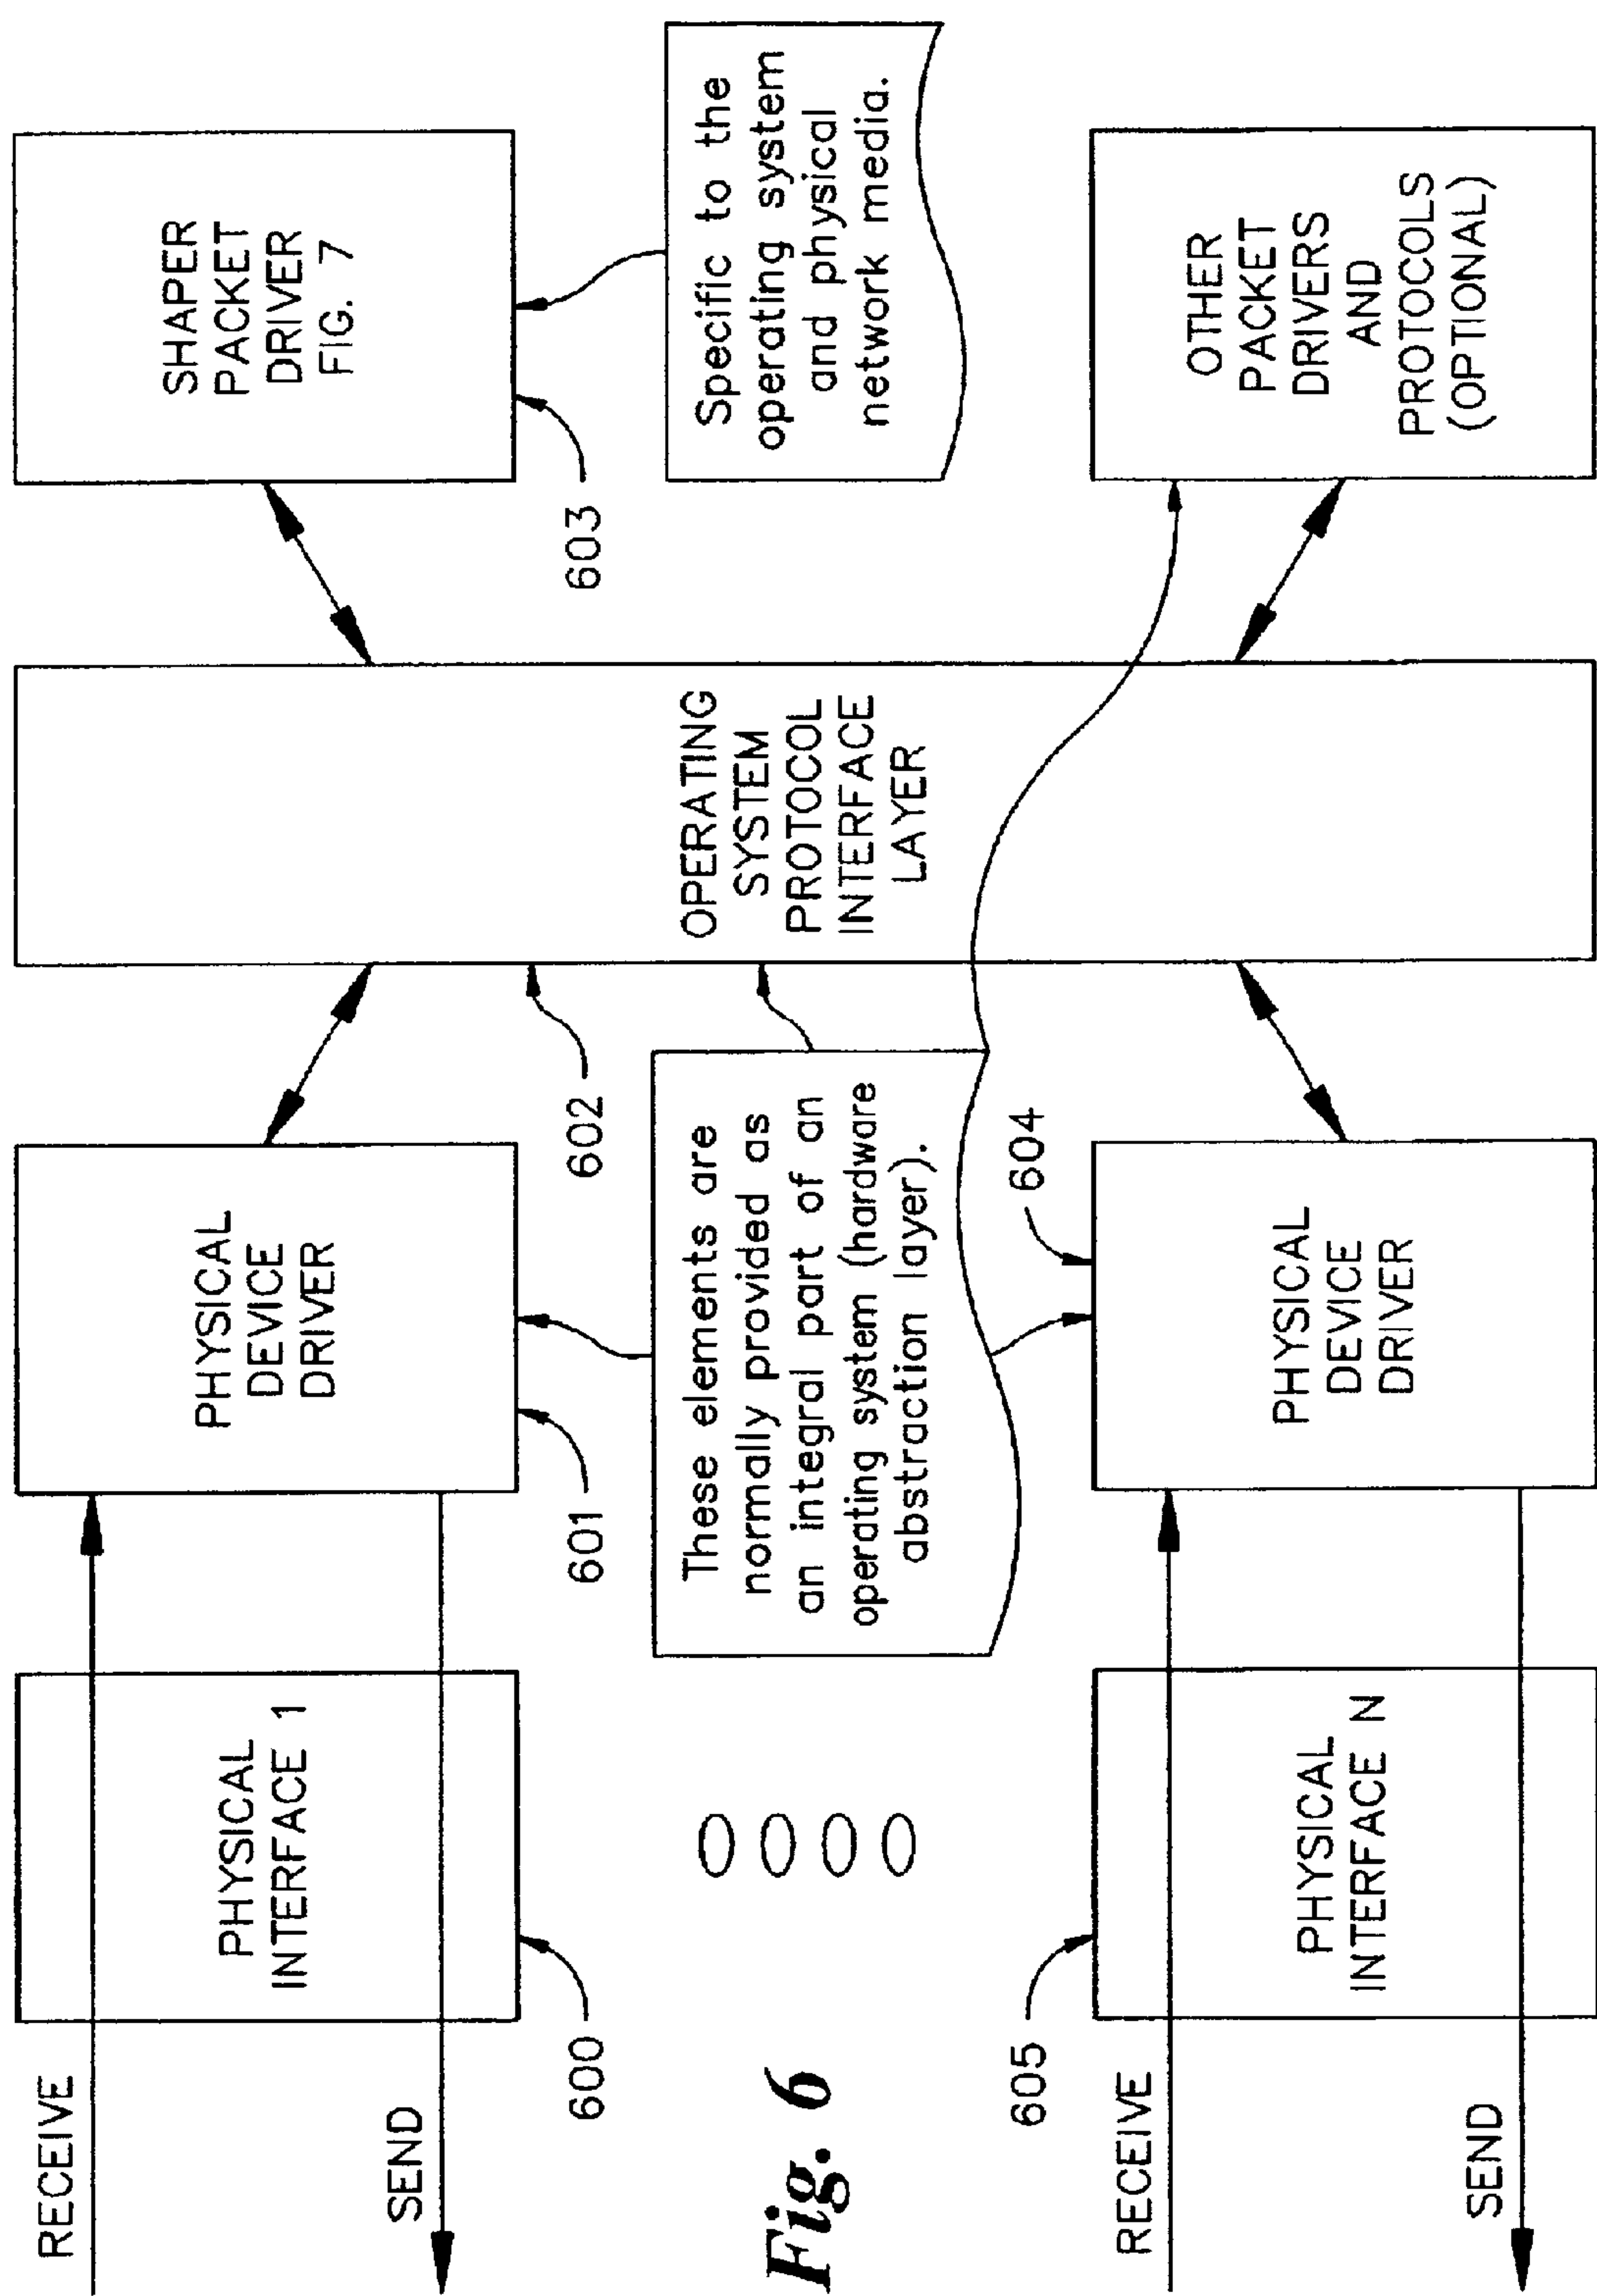 RECEIVE
SEND
PHYSICAL
INTERFACE 1
600
PHYSICAL
DEVICE
DRIVER
601
602
OPERATING
SYSTEM
PROTOCOL
INTERFACE
LAYER
SHAPER
PACKET
DRIVER
FIG. 7
603
Specific to the
operating system
and physical
network media.
These elements are
normally provided as
an integral part of an
operating system (hardware
abstraction layer).
Fig. 6
RECEIVE
SEND
605
PHYSICAL
INTERFACE N
604
PHYSICAL
DEVICE
DRIVER
OTHER
PACKET
DRIVERS
AND
PROTOCOLS
(OPTIONAL)